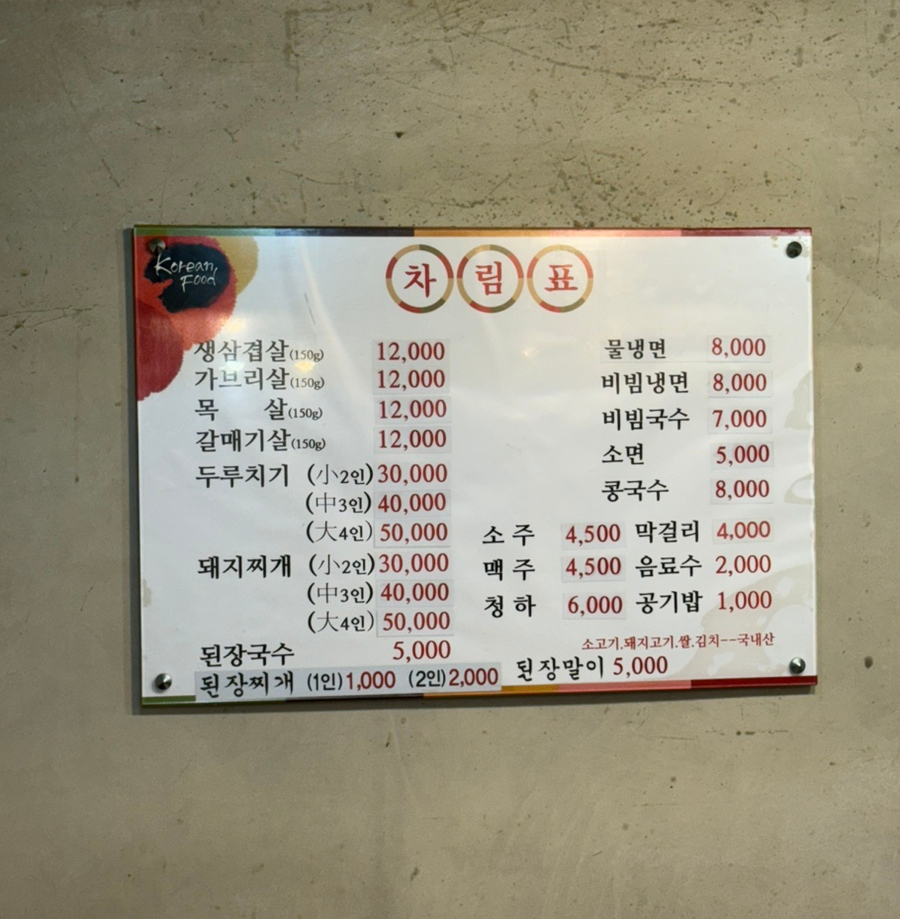 Korean Food
차림표
생삼겹살(150g) 12,000
가브리살(150g) 12,000
목 살(150g) 12,000
갈매기살(150g) 12,000
두루치기 (小2인) 30,000
(中3인) 40,000
(大4인) 50,000
돼지찌개 (小2인) 30,000
(中3인) 40,000
(大4인) 50,000
된장국수 5,000
된장찌개 (1인) 1,000 (2인) 2,000
물냉면 8,000
비빔냉면 8,000
비빔국수 7,000
소면 5,000
콩국수 8,000
소주 4,500 막걸리 4,000
맥주 4,500 음료수 2,000
청하 6,000 공기밥 1,000
소고기.돼지고기.쌀.김치--국내산
된장말이 5,000